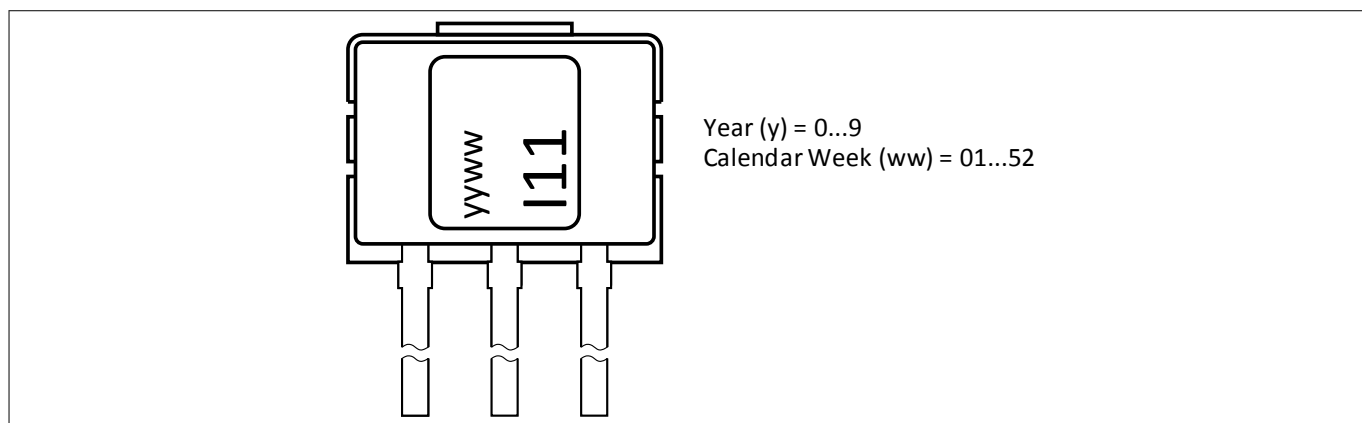 yyww
I11
Year (y) = 0...9
Calendar Week (ww) = 01...52